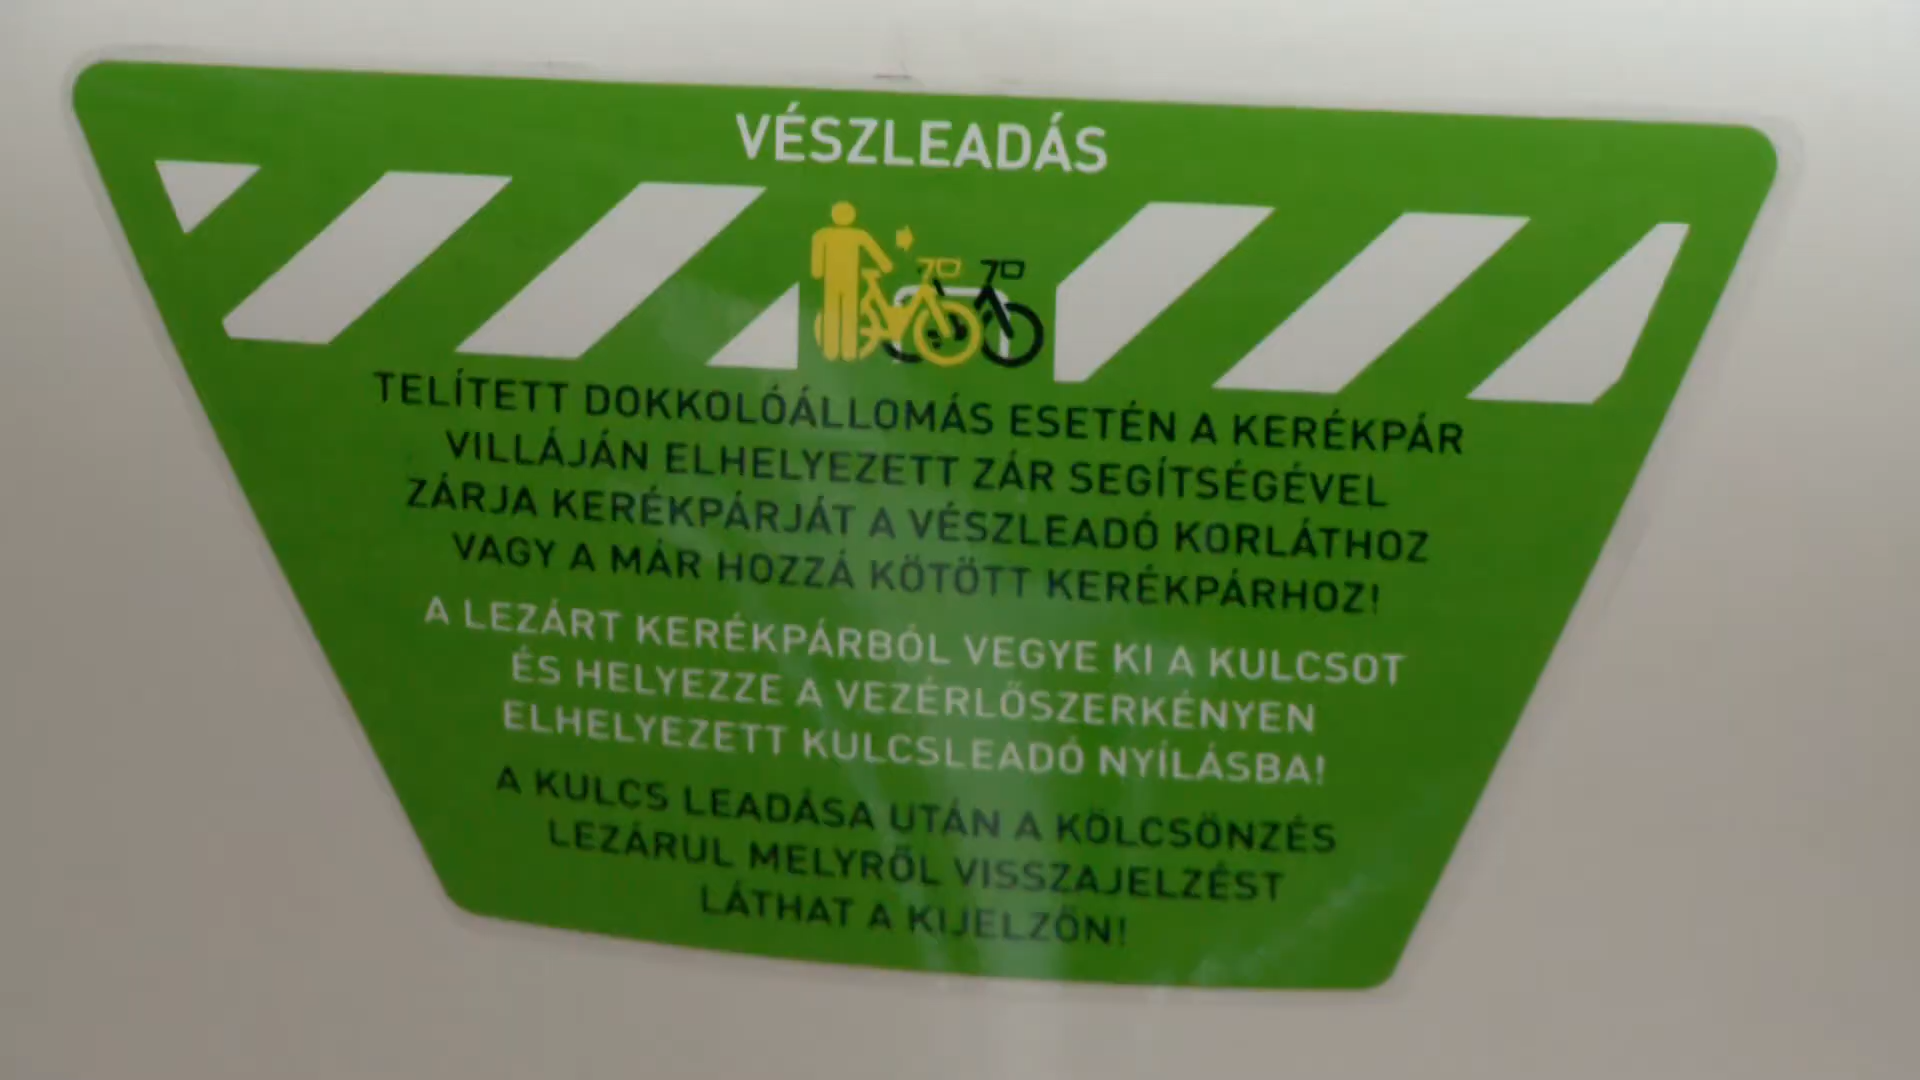 VÉSZLEADÁS
TELÍTETT DOKKOLÓÁLLOMÁS ESETÉN A KERÉKPÁR
VILLÁJÁN ELHELYEZETT ZÁR SEGÍTSÉGÉVEL
ZÁRJA KERÉKPÁRJÁT A VÉSZLEADÓ KORLÁTHOZ
VAGY A MÁR HOZZÁ KÖTÖTT KERÉKPÁRHOZ!
A LEZÁRT KERÉKPÁRBÓL VEGYE KI A KULCSOT
ÉS HELYEZZE A VEZÉRLŐSZERKÉNYEN
ELHELYEZETT KULCSLEADÓ NYÍLÁSBA!
A KULCS LEADÁSA UTÁN A KÖLCSÖNZÉS
LEZÁRUL MELYRŐL VISSZAJELZÉST
LÁTHAT A KIJELZŐN!